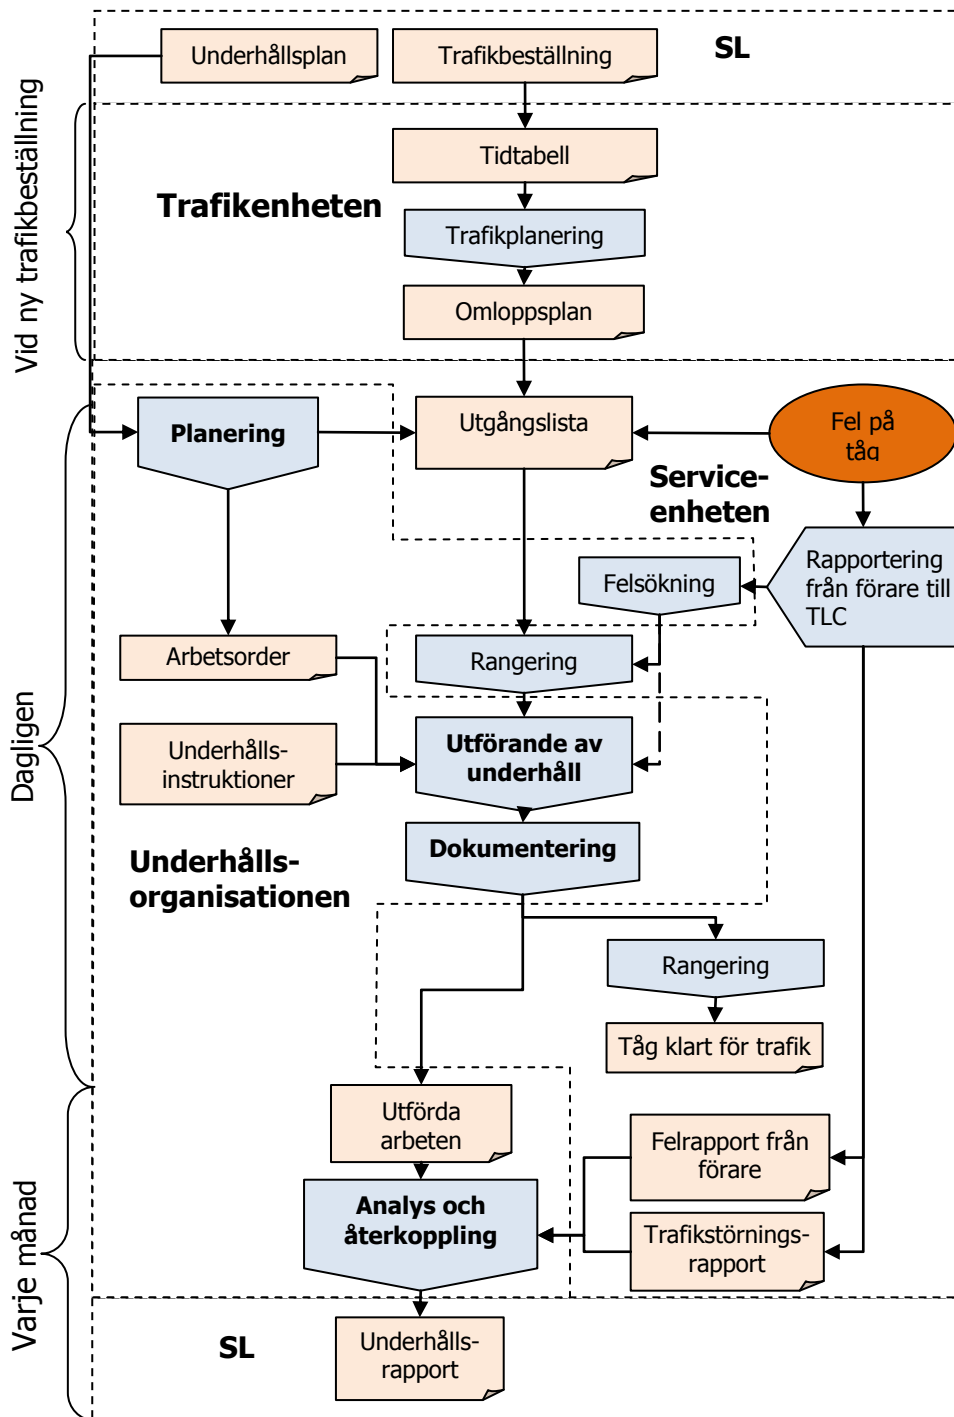 SL
Underhållsplan
Trafikbeställning
Vid ny trafikbeställning
Tidtabell
Trafikenheten
Trafikplanering
Omloppsplan
Dagligen
Planering
Utgångslista
Fel på
tåg
Service-
enheten
Felsökning
Rapportering
från förare till
TLC
Arbetsorder
Rangering
Underhålls-
instruktioner
Utförande av
underhåll
Dokumentering
Underhålls-
organisationen
Rangering
Tåg klart för trafik
Varje månad
Utförda
arbeten
Felrapport från
förare
Analys och
återkoppling
Trafikstörnings-
rapport
SL
Underhålls-
rapport